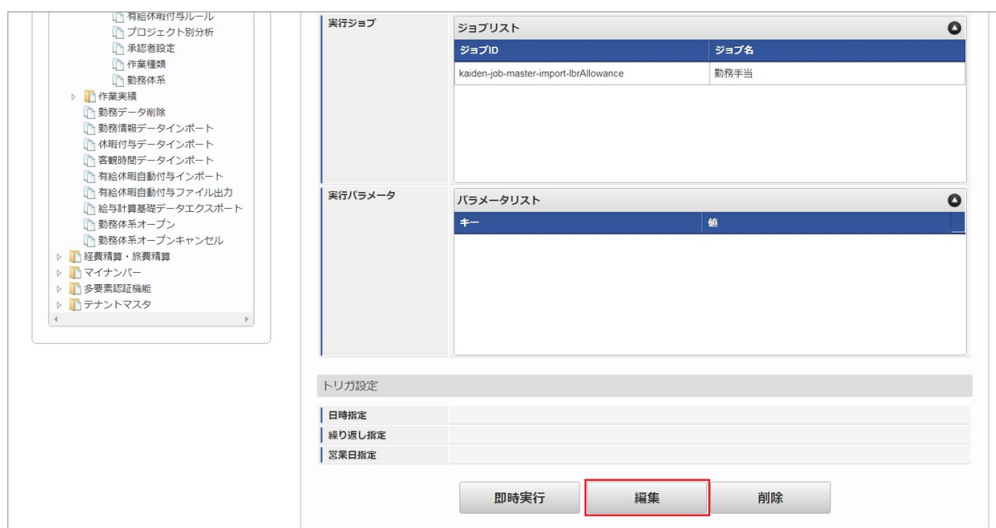 有給休暇付与ルール
プロジェクト別分析
承認者設定
作業種類
勤務体系
作業実績
勤務データ削除
勤務情報データインポート
休暇付与データインポート
客観時間データインポート
有給休暇自動付与インポート
有給休暇自動付与ファイル出力
給与計算基礎データエクスポート
勤務体系オープン
勤務体系オープンキャンセル
経費精算・旅費精算
マイナンバー
多要素認証機能
テナントマスタ
実行ジョブ
ジョブリスト
ジョブID ジョブ名
kaiden-job-master-import-lbrAllowance 勤務手当
実行パラメータ
パラメータリスト
キー 値
トリガ設定
日時指定
繰り返し指定
営業日指定
即時実行 編集 削除